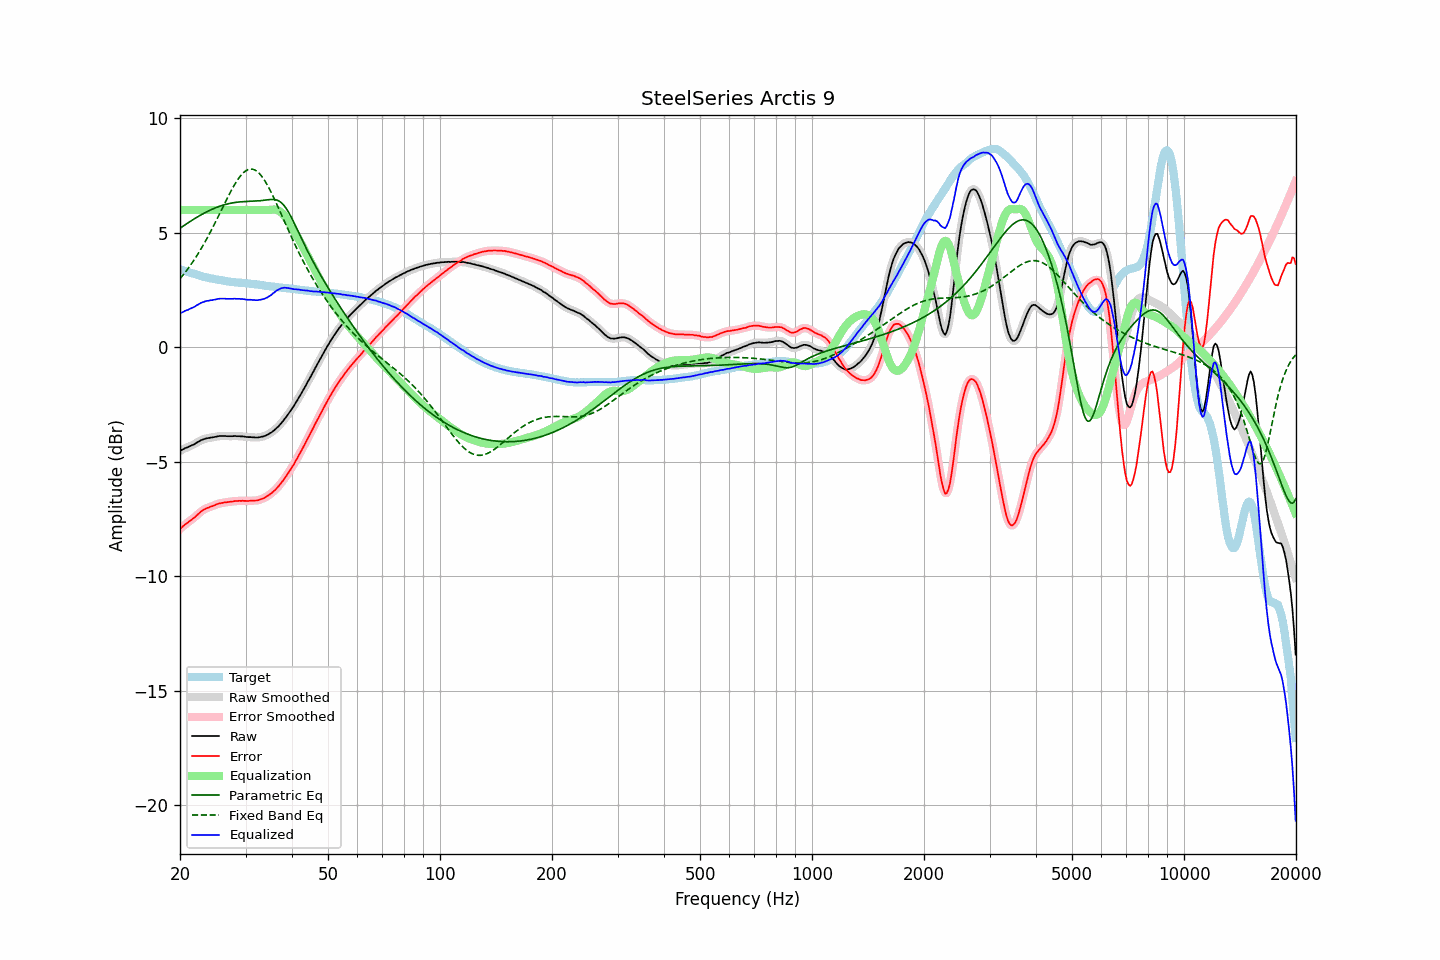 SteelSeries Arctis 9
Amplitude (dBr)
10
5
0
−5
−10
−15
−20
Target
Raw Smoothed
Error Smoothed
Raw
Error
Equalization
Parametric Eq
Fixed Band Eq
Equalized
20 50 100 200 500 1000 2000 5000 10000 20000
Frequency (Hz)